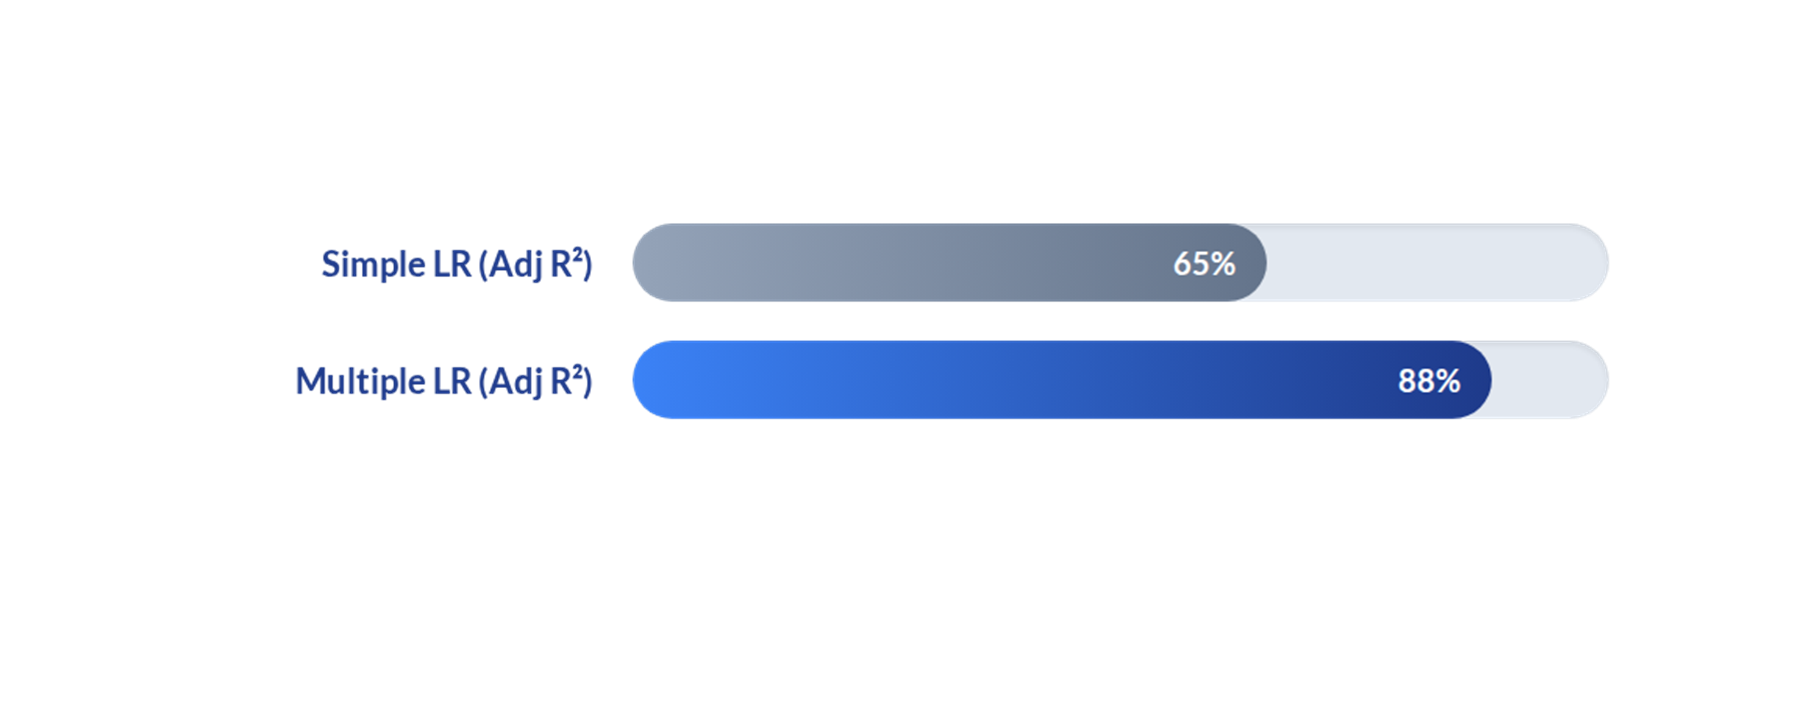 Simple LR (Adj R²) 65%
Multiple LR (Adj R²) 88%